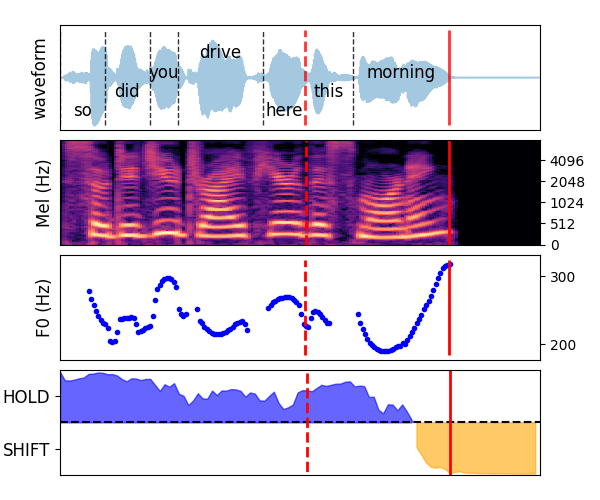 waveform
so
did
you
drive
here
this
morning
Mel (Hz)
4096
2048
1024
512
0
F0 (Hz)
300
200
HOLD
SHIFT